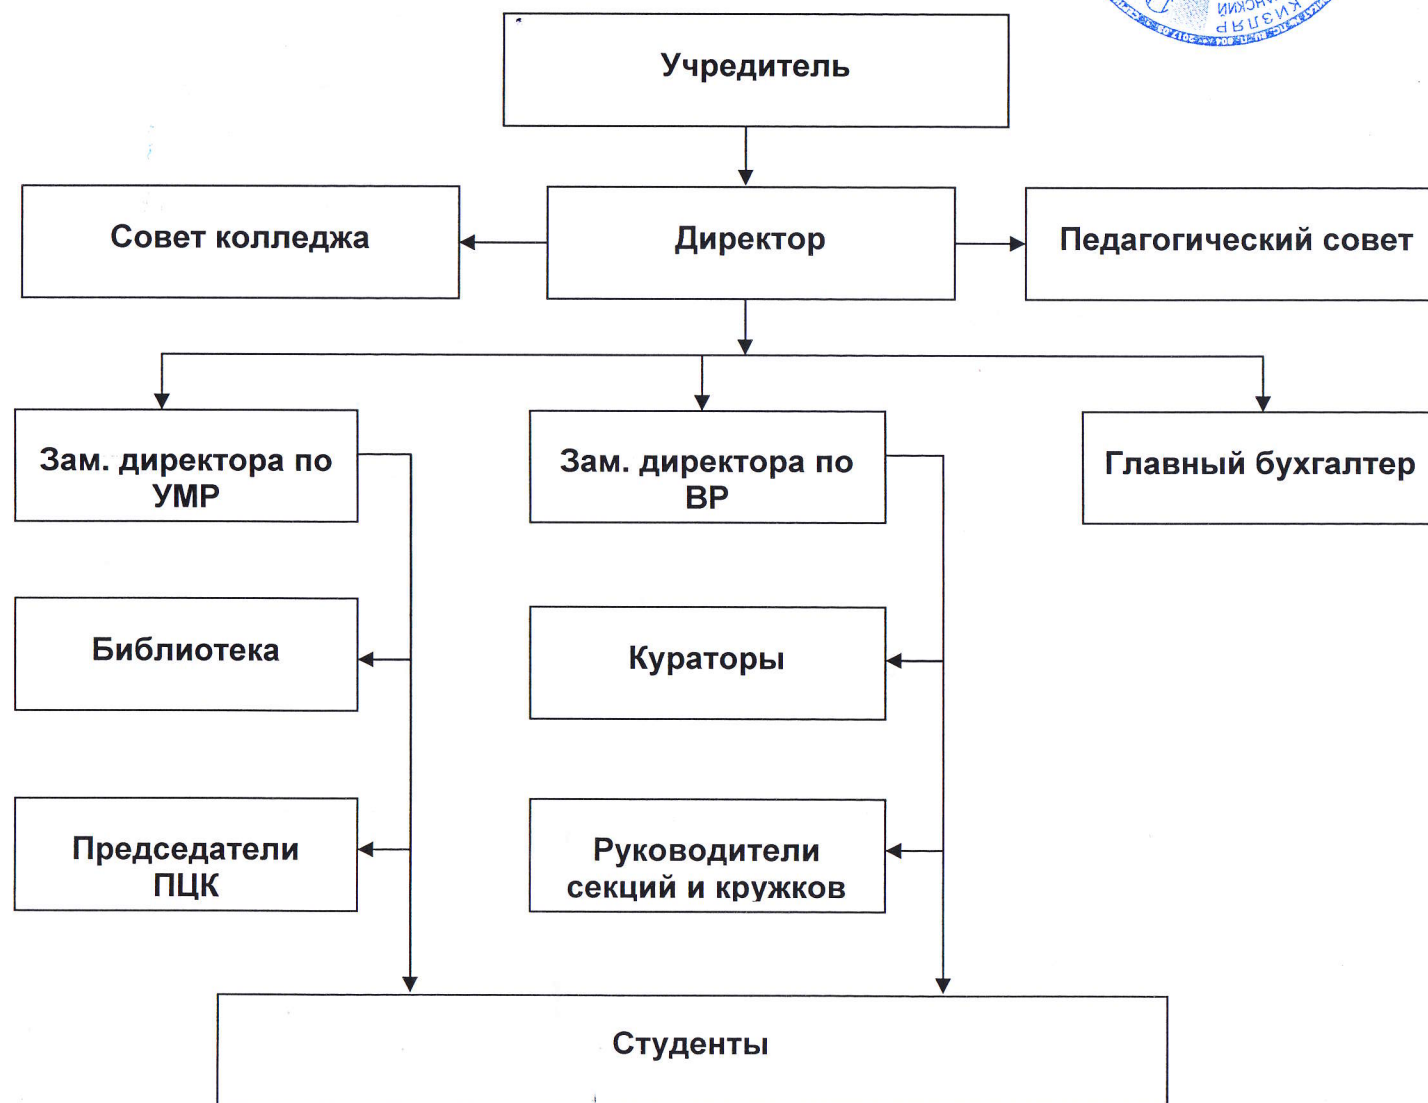 КИЗЛЯР
Учредитель
Совет колледжа
Директор
Педагогический совет
Зам. директора по
УМР
Зам. директора по
ВР
Главный бухгалтер
Библиотека
Кураторы
Председатели
ПЦК
Руководители
секций и кружков
Студенты